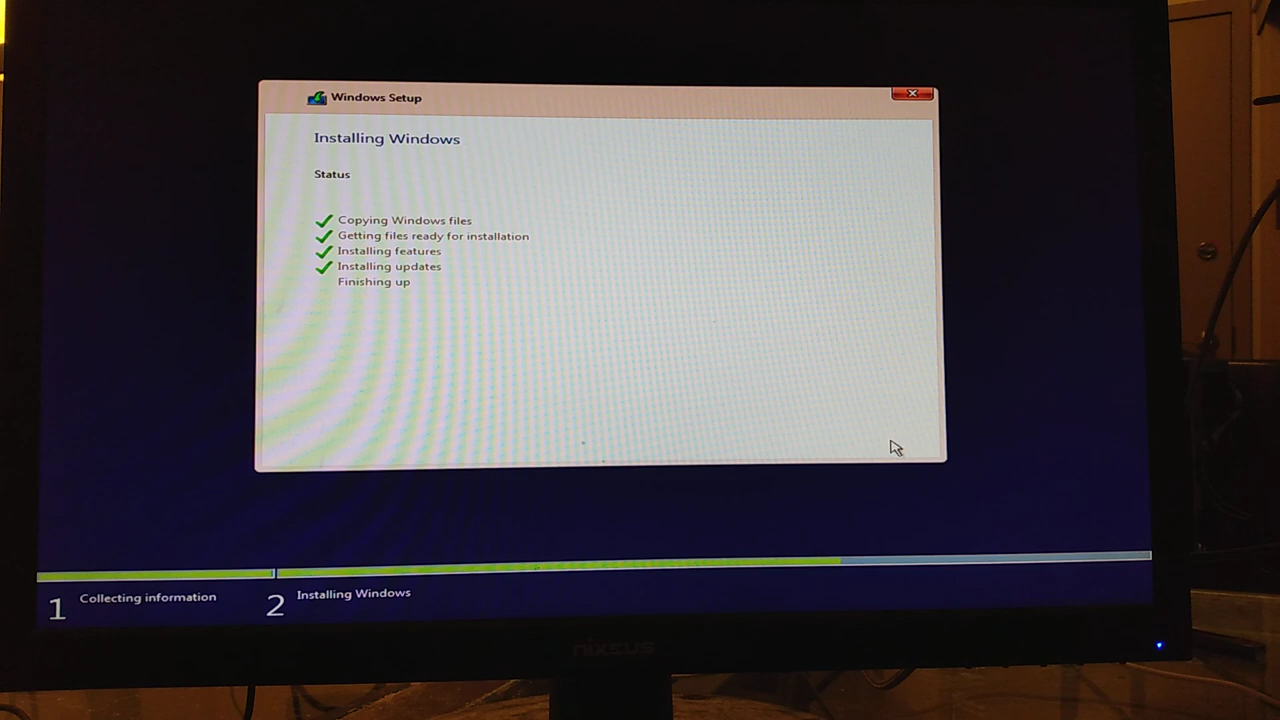 Windows Setup
Installing Windows
Status
Copying Windows files
Getting files ready for installation
Installing features
Installing updates
Finishing up
1 Collecting information
2 Installing Windows
nixeus